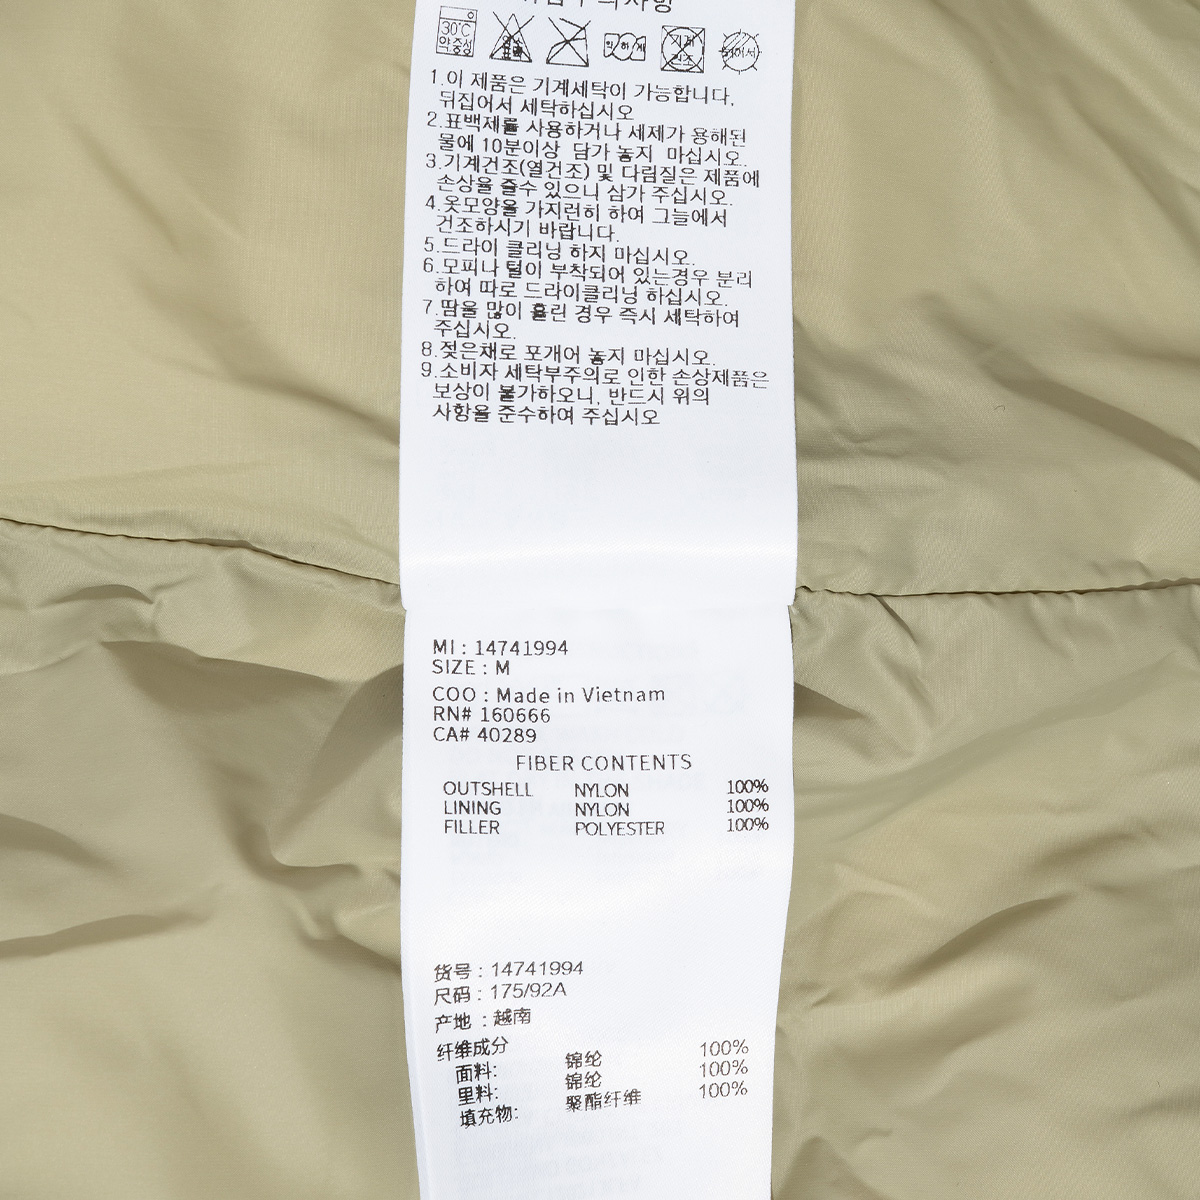 30℃
약중성
1.이 제품은 기계세탁이 가능합니다.
뒤집어서 세탁하십시오
2.표백제를 사용하거나 세제가 용해된
물에 10분이상 담가 놓지 마십시오.
3.기계건조(열건조) 및 다림질은 제품에
손상을 줄수 있으니 삼가 주십시오.
4.옷모양을 가지런히 하여 그늘에서
건조하시기 바랍니다.
5.드라이 클리닝 하지 마십시오.
6.모피나 털이 부착되어 있는경우 분리
하여 따로 드라이클리닝 하십시오.
7.땀을 많이 흘린 경우 즉시 세탁하여
주십시오.
8.젖은채로 포개어 놓지 마십시오.
9.소비자 세탁부주의로 인한 손상제품은
보상이 불가하오니, 반드시 위의
사항을 준수하여 주십시오
MI : 14741994
SIZE : M
COO : Made in Vietnam
RN# 160666
CA# 40289
FIBER CONTENTS
OUTSHELL NYLON 100%
LINING NYLON 100%
FILLER POLYESTER 100%
货号 : 14741994
尺码 : 175/92A
产地 : 越南
纤维成分
面料: 锦纶 100%
里料: 锦纶 100%
填充物: 聚酯纤维 100%